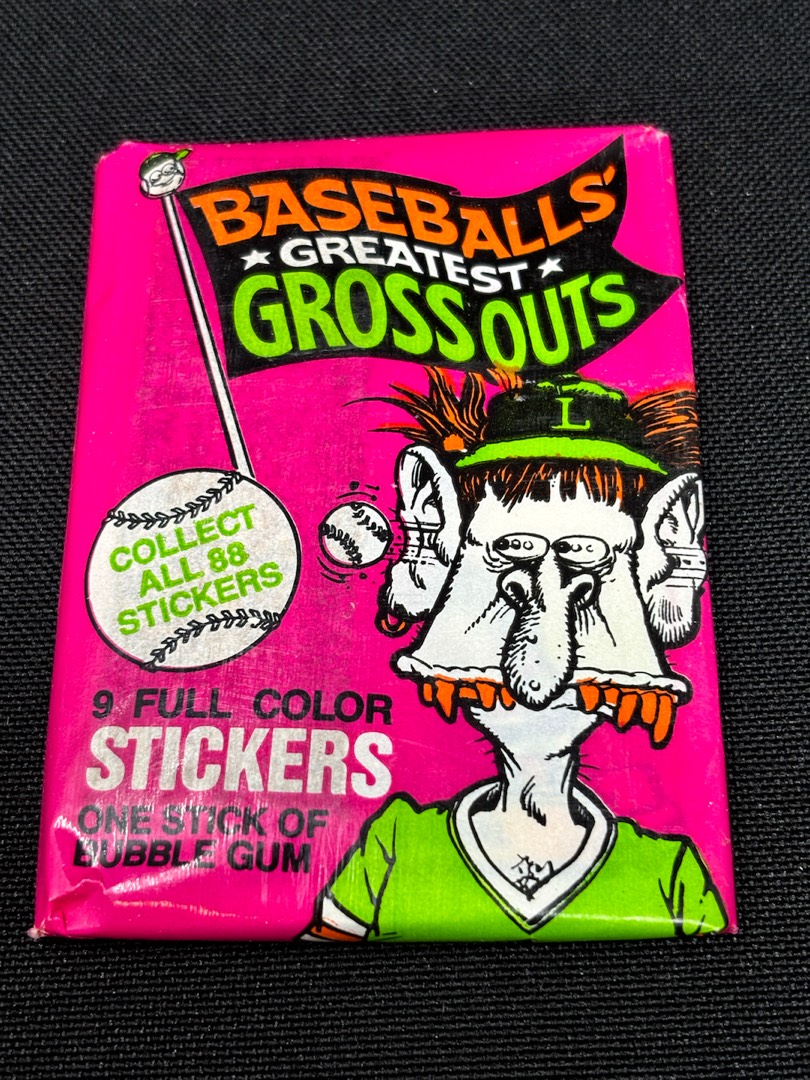 BASEBALLS'
GREATEST
GROSS OUTS
L
COLLECT
ALL 88
STICKERS
9 FULL COLOR
STICKERS
ONE STICK OF
BUBBLE GUM